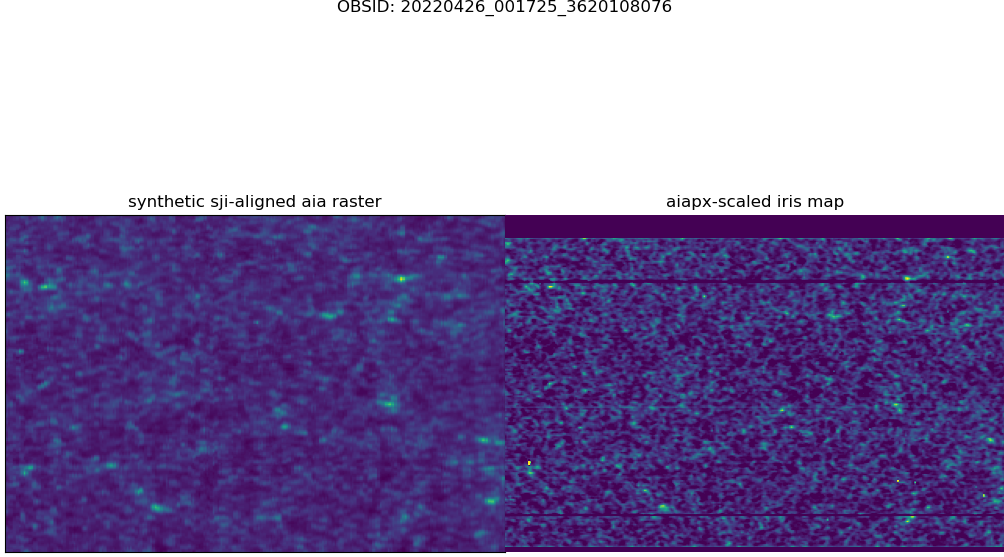 OBSID: 20220426_001725_3620108076
synthetic sji-aligned aia raster
aiapx-scaled iris map